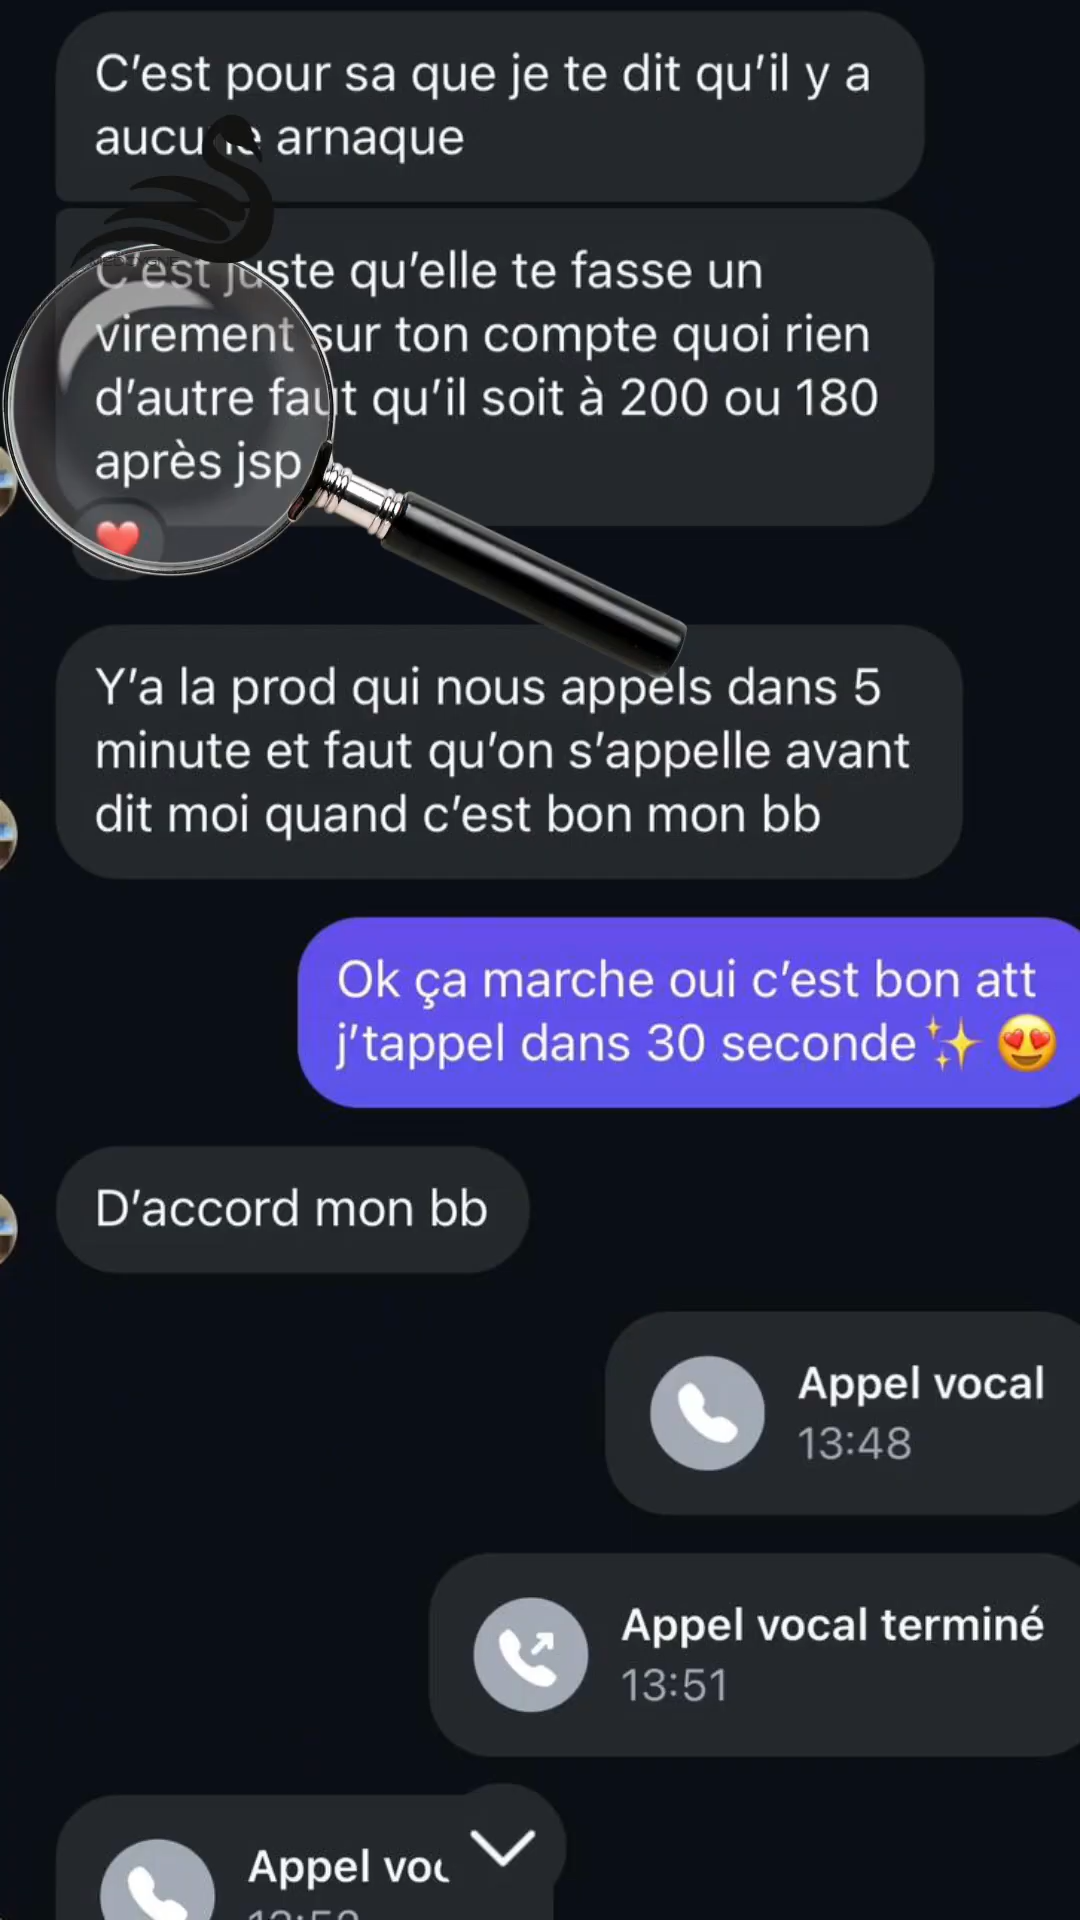 C'est pour sa que je te dit qu'il y a
aucune arnaque
C'est juste qu'elle te fasse un
virement sur ton compte quoi rien
d'autre faut qu'il soit à 200 ou 180
après jsp
Y'a la prod qui nous appels dans 5
minute et faut qu'on s'appelle avant
dit moi quand c'est bon mon bb
Ok ça marche oui c'est bon att
j'tappel dans 30 seconde✨ 😍
D'accord mon bb
Appel vocal
13:48
Appel vocal terminé
13:51
Appel